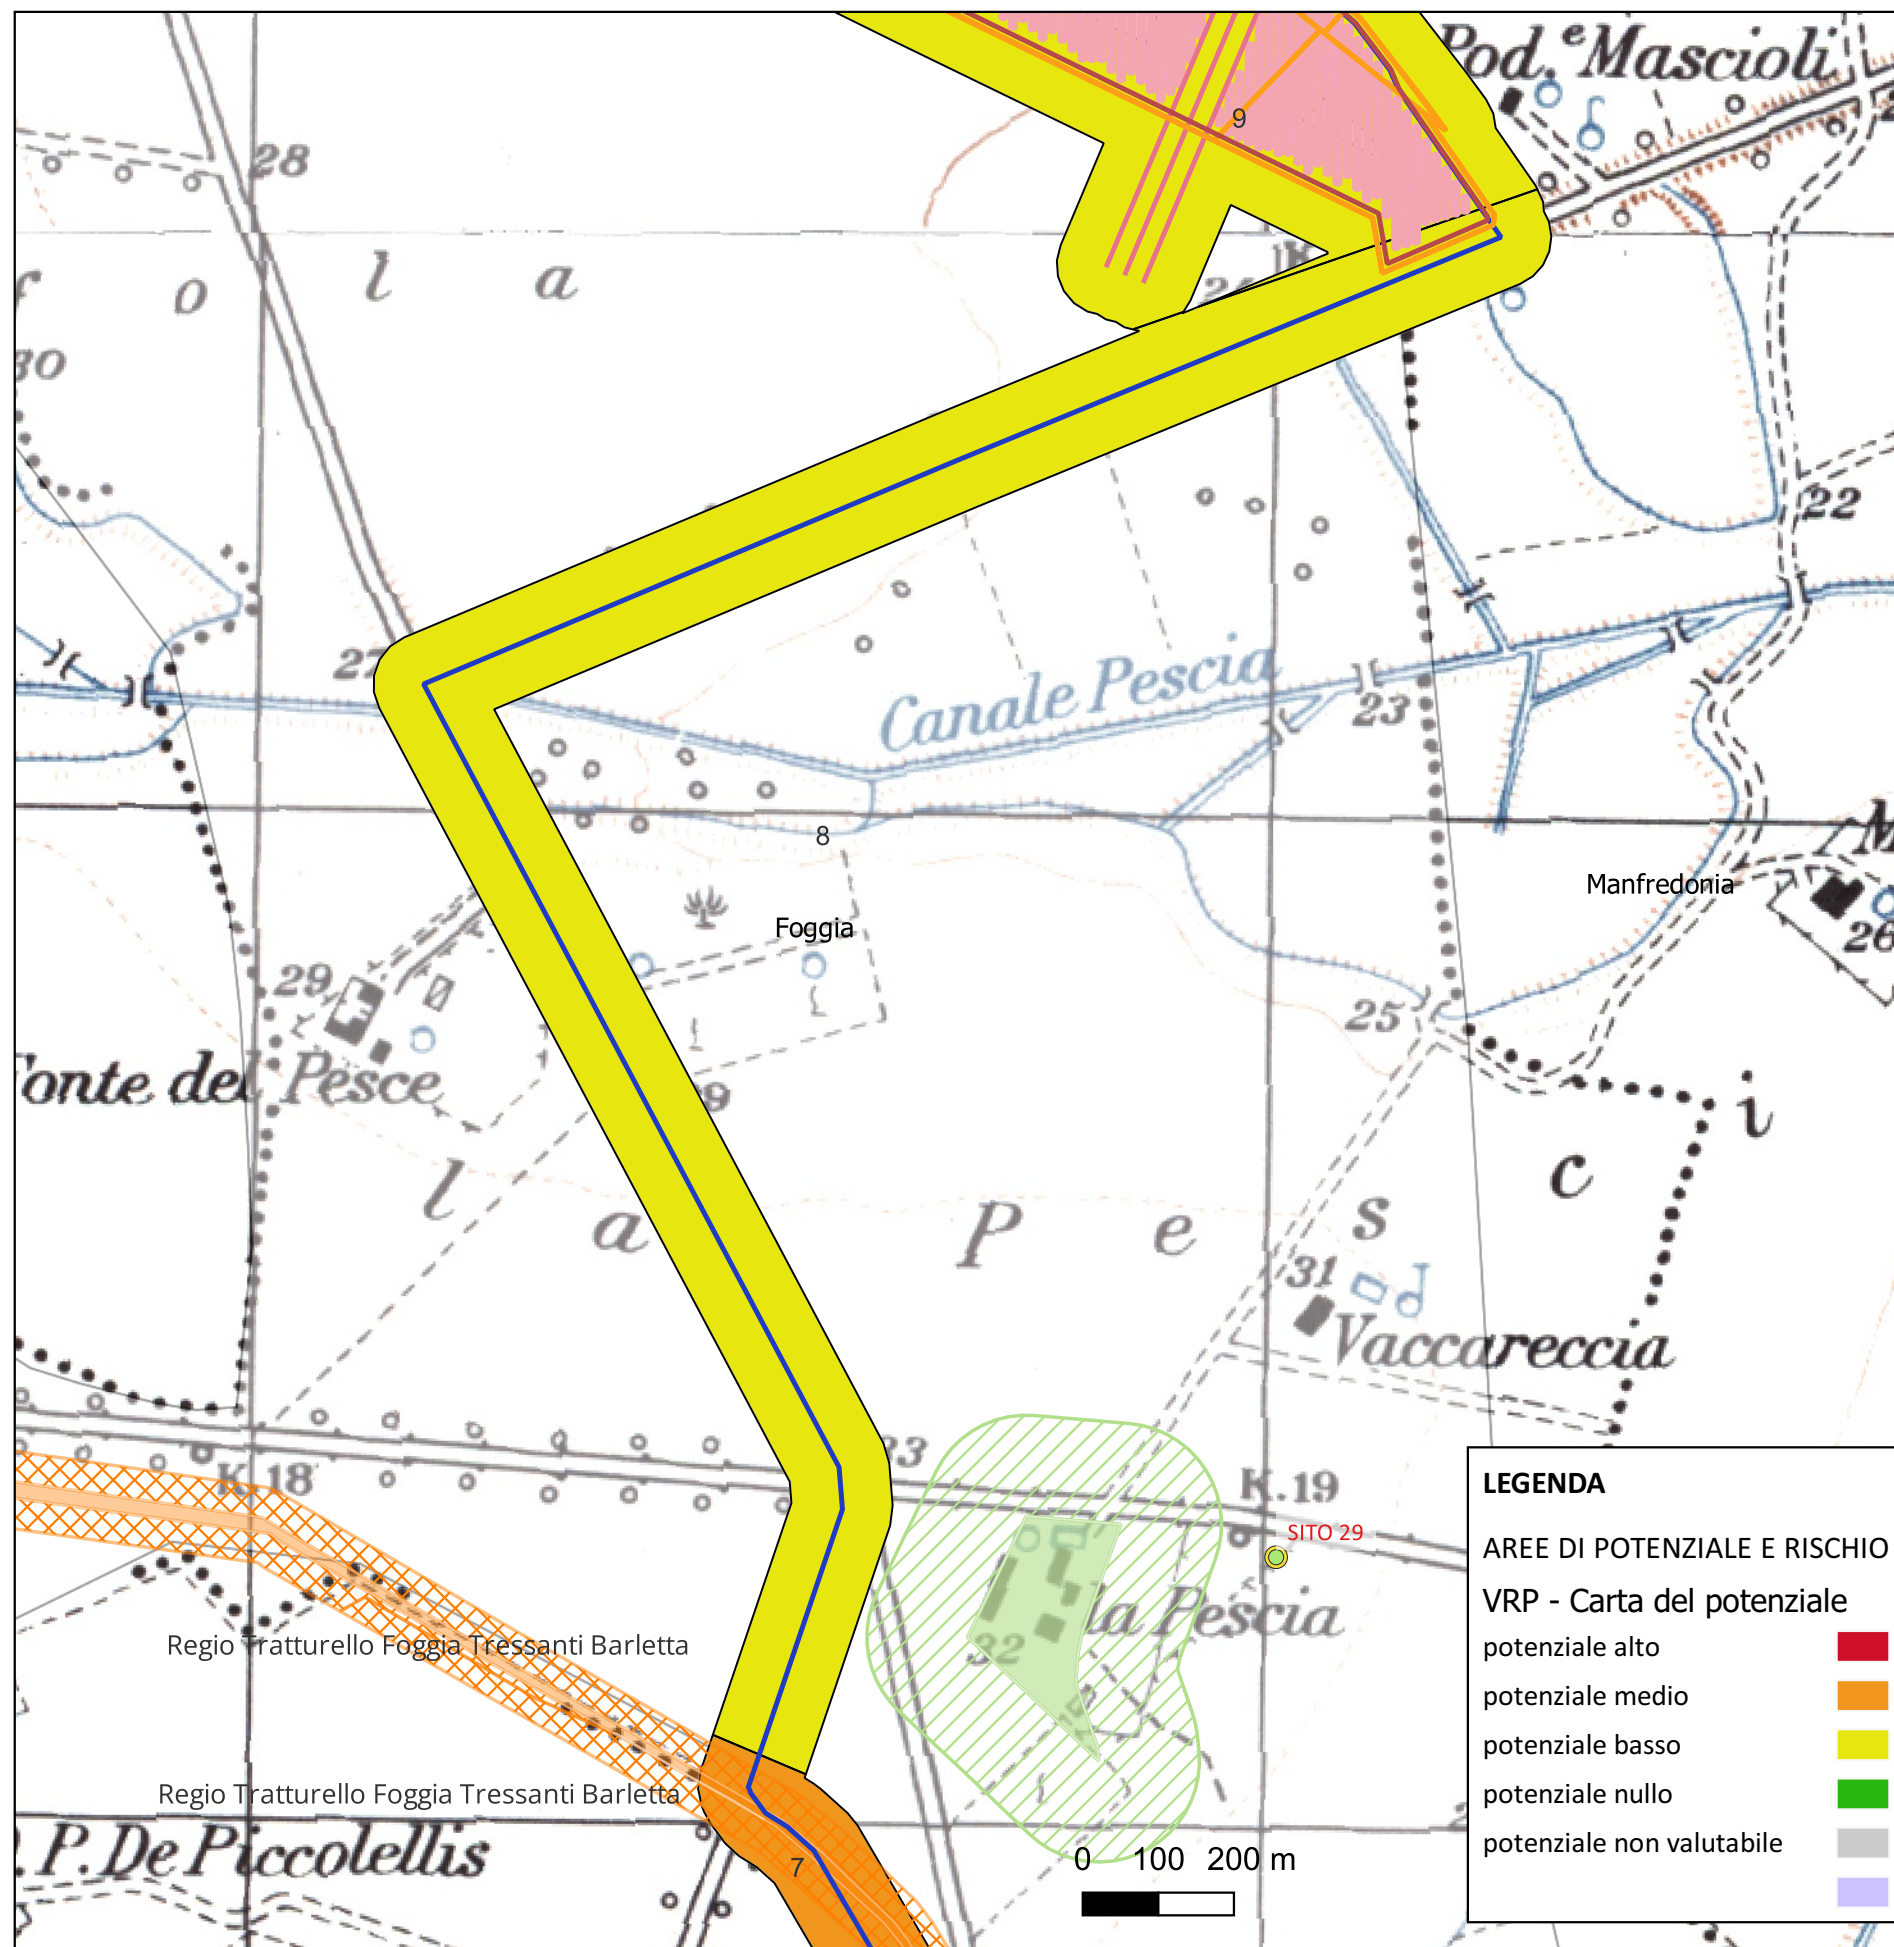 Pod.e Mascioli
9
28
o l a
30
22
27
Canale Pescia
23
8
Manfredonia
Foggia
26
29
25
Fonte del Pesce
i
c
l a P e s
31
Vaccareccia
33
K.18
K.19
SITO 29
la Pescia
32
Regio Tratturello Foggia Tressanti Barletta
Regio Tratturello Foggia Tressanti Barletta
P. De Piccolellis
7
0 100 200 m
LEGENDA
AREE DI POTENZIALE E RISCHIO
VRP - Carta del potenziale
potenziale alto
potenziale medio
potenziale basso
potenziale nullo
potenziale non valutabile